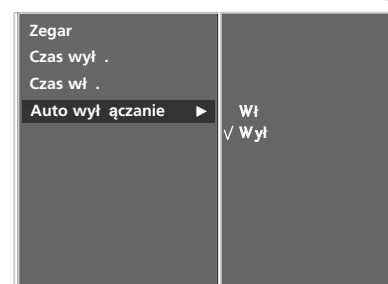 Zegar
Czas wył .
Czas wł .
Auto wył ączanie ►
Wł
√ Wył